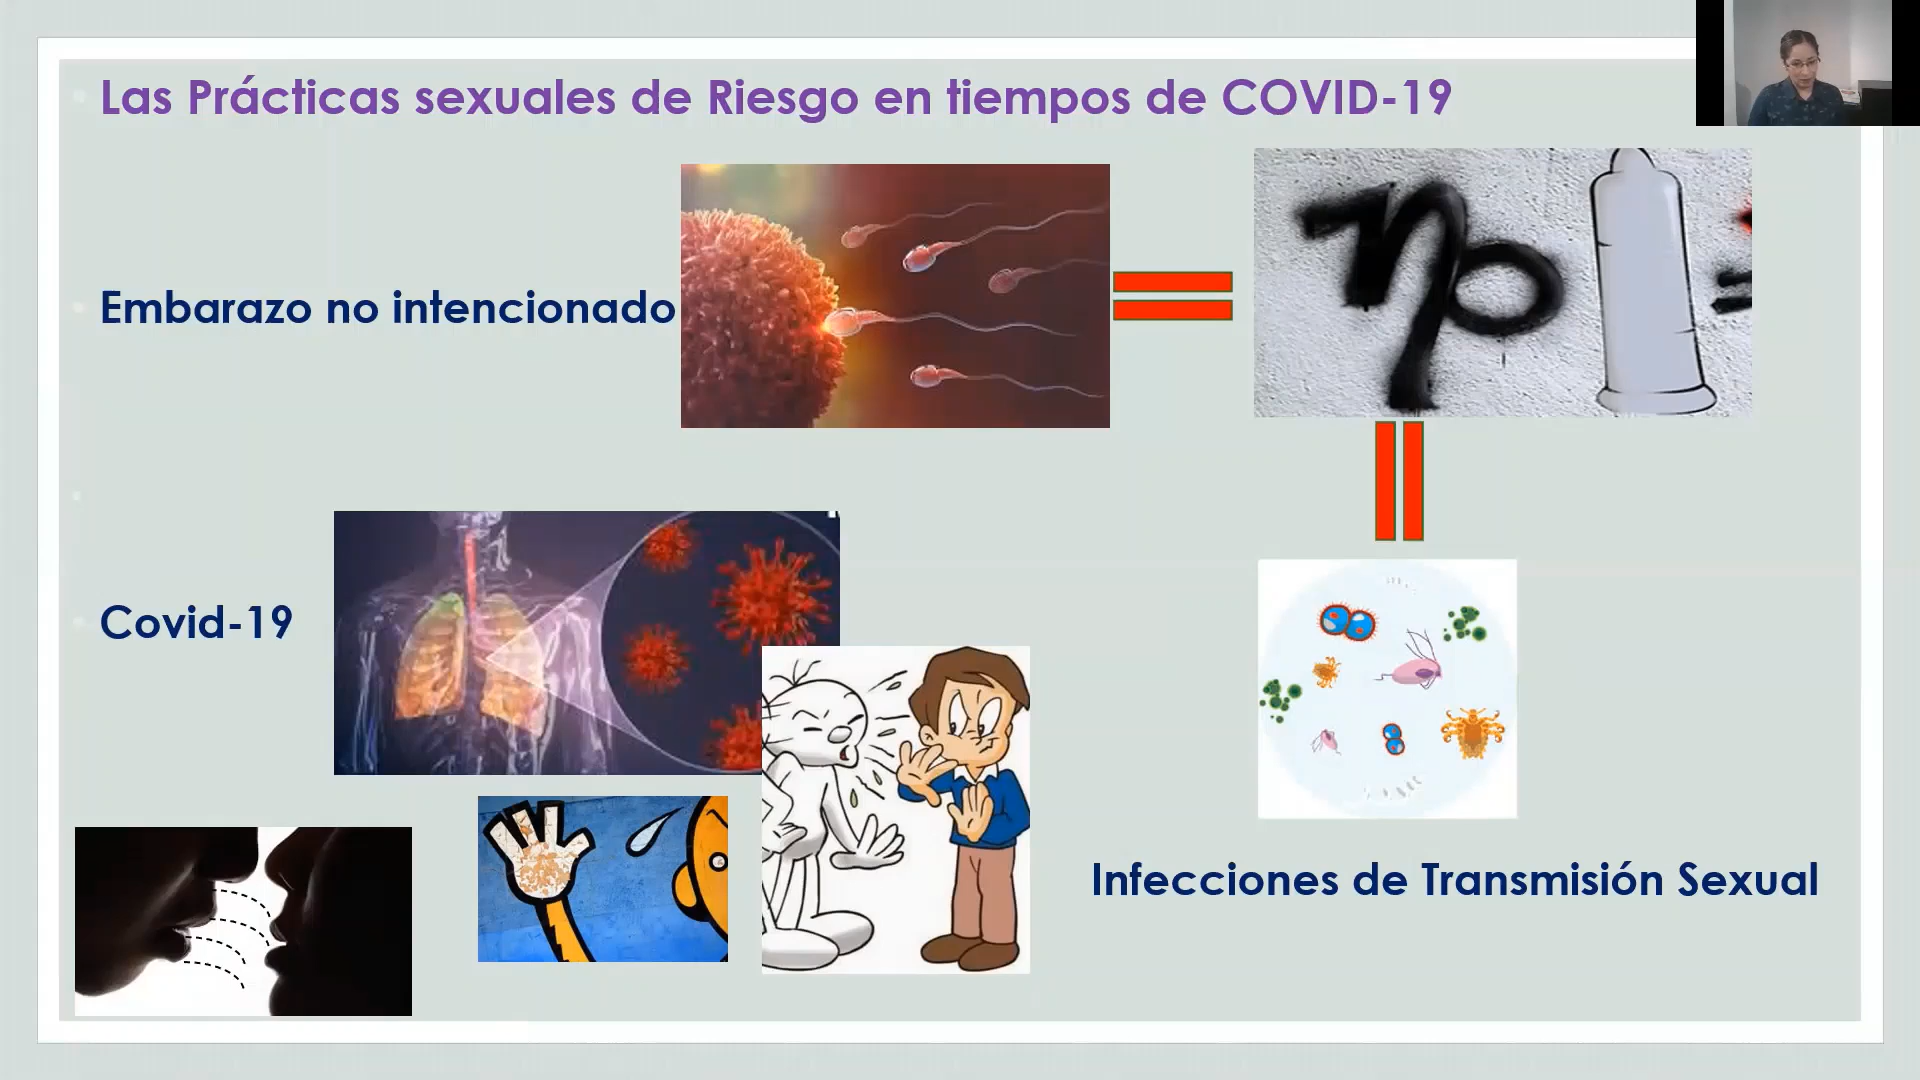 Las Prácticas sexuales de Riesgo en tiempos de COVID-19
Embarazo no intencionado
no
Covid-19
Infecciones de Transmisión Sexual